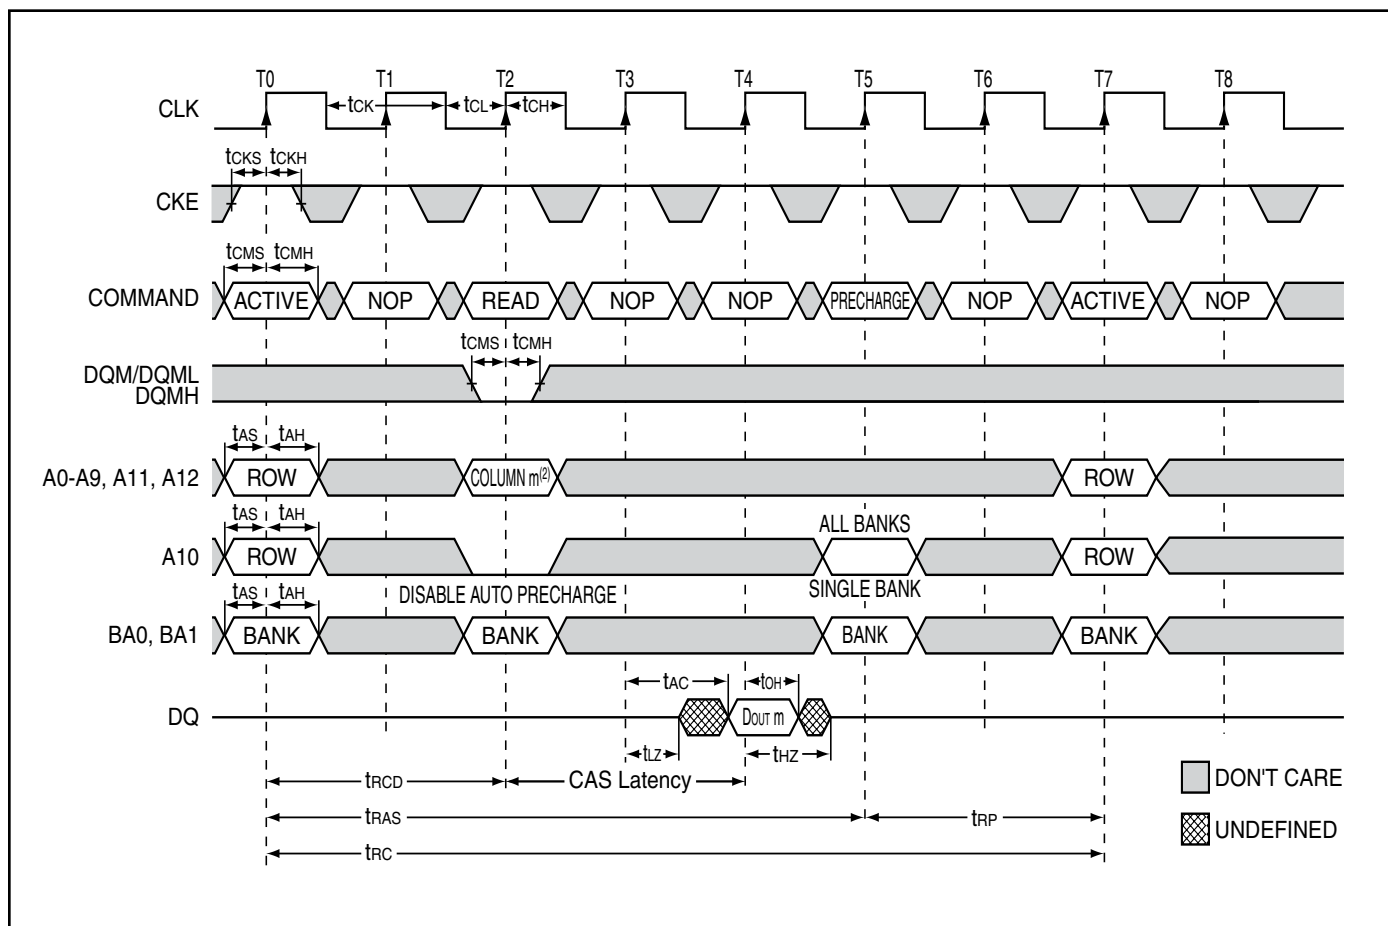 T0 T1 T2 T3 T4 T5 T6 T7 T8
CLK
tCK tCL tCH
tCKS tCKH
CKE
tCMS tCMH
COMMAND ACTIVE NOP READ NOP NOP PRECHARGE NOP ACTIVE NOP
tCMS tCMH
DQM/DQML
DQMH
tAS tAH
A0-A9, A11, A12 ROW COLUMN m(2) ROW
tAS tAH ALL BANKS
A10 ROW ROW
DISABLE AUTO PRECHARGE SINGLE BANK
tAS tAH
BA0, BA1 BANK BANK BANK BANK
tAC tOH
DQ DOUT m
tLZ tHZ
tRCD CAS Latency
DON'T CARE
tRAS tRP
UNDEFINED
tRC